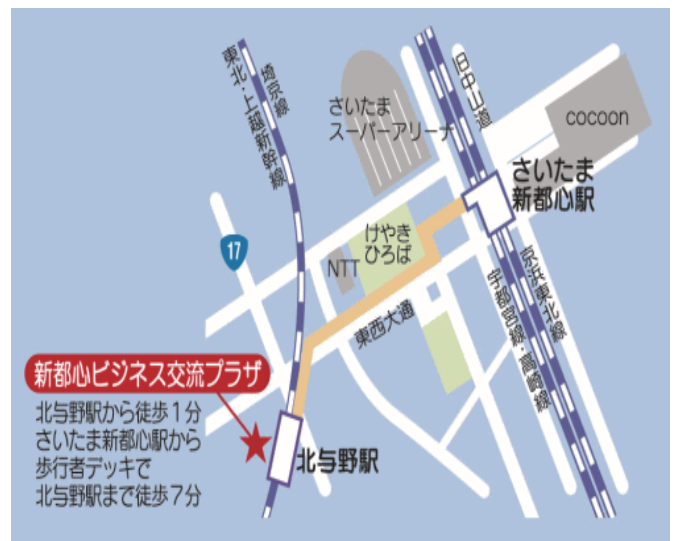 埼京線
東北・上越新幹線
さいたま
スーパーアリーナ
旧中山道
cocoon
さいたま
新都心駅
けやき
ひろば
17
NTT
東西大通
京浜東北線
宇都宮線・高崎線
新都心ビジネス交流プラザ
北与野駅から徒歩1分
さいたま新都心駅から
歩行者デッキで
北与野駅まで徒歩7分
北与野駅